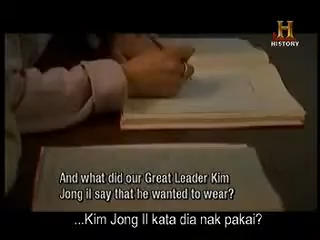 H
HISTORY
And what did our Great Leader Kim
Jong il say that he wanted to wear?
...Kim Jong Il kata dia nak pakai?